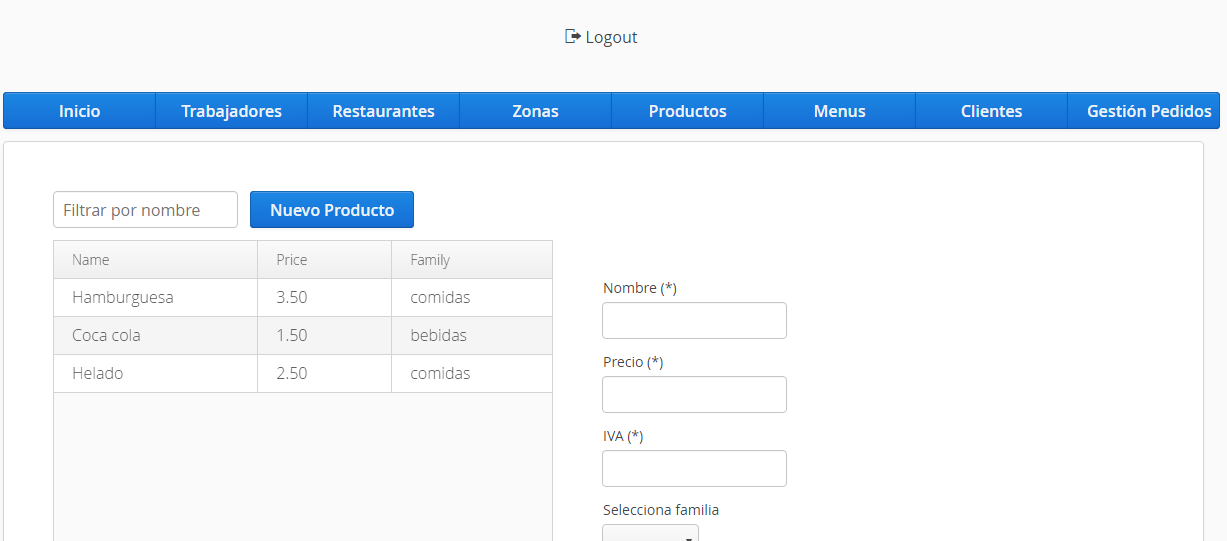 Logout
Inicio Trabajadores Restaurantes Zonas Productos Menus Clientes Gestión Pedidos
Filtrar por nombre Nuevo Producto
Name Price Family
Hamburguesa 3.50 comidas
Coca cola 1.50 bebidas
Helado 2.50 comidas
Nombre (*)
Precio (*)
IVA (*)
Selecciona familia